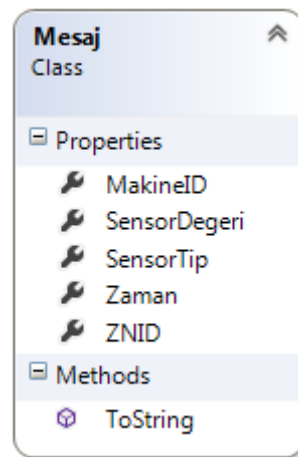 Mesaj
Class
Properties
MakineID
SensorDegeri
SensorTip
Zaman
ZNID
Methods
ToString